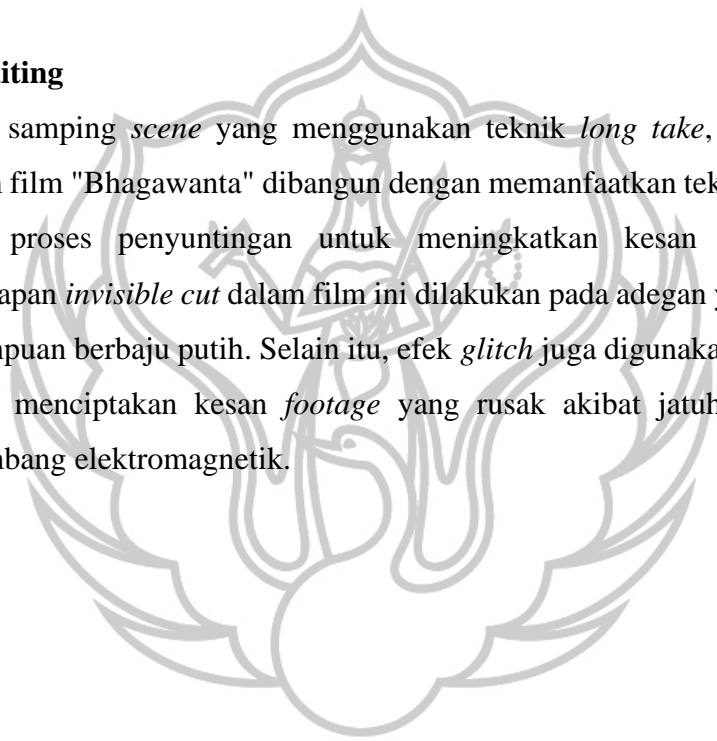 iting
samping scene yang menggunakan teknik long take,
film "Bhagawanta" dibangun dengan memanfaatkan tek
proses penyuntingan untuk meningkatkan kesan
apan invisible cut dalam film ini dilakukan pada adegan y
mpuan berbaju putih. Selain itu, efek glitch juga digunaka
menciptakan kesan footage yang rusak akibat jatuh
mbang elektromagnetik.